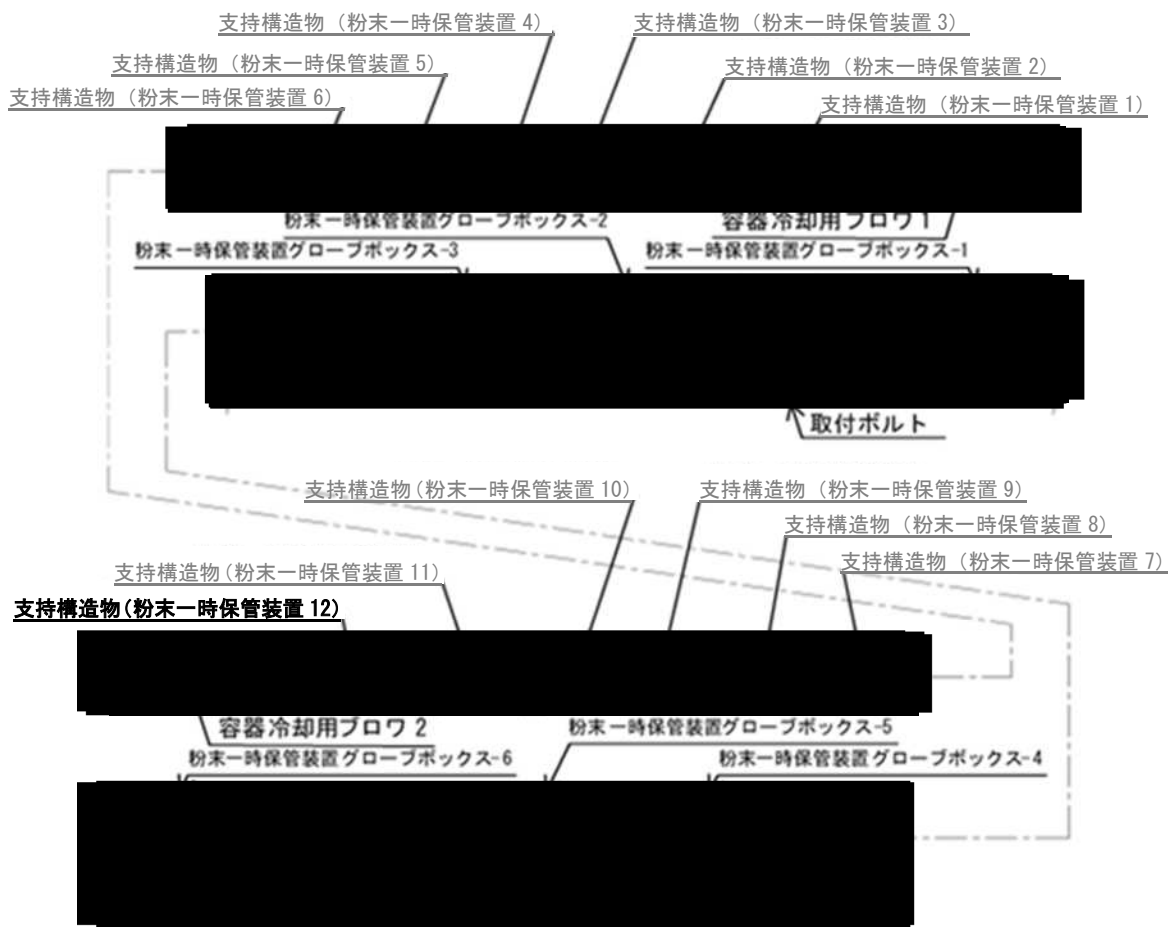 支持構造物（粉末一時保管装置 4）
支持構造物（粉末一時保管装置 3）
支持構造物（粉末一時保管装置 5）
支持構造物（粉末一時保管装置 2）
支持構造物（粉末一時保管装置 6）
支持構造物（粉末一時保管装置 1）
粉末一時保管装置グローブボックス-2
容器冷却用ブロワ 1
粉末一時保管装置グローブボックス-3
粉末一時保管装置グローブボックス-1
取付ボルト
支持構造物(粉末一時保管装置 10)
支持構造物（粉末一時保管装置 9）
支持構造物（粉末一時保管装置 8）
支持構造物（粉末一時保管装置 7）
支持構造物(粉末一時保管装置 11)
支持構造物(粉末一時保管装置 12)
容器冷却用ブロワ 2
粉末一時保管装置グローブボックス-5
粉末一時保管装置グローブボックス-6
粉末一時保管装置グローブボックス-4